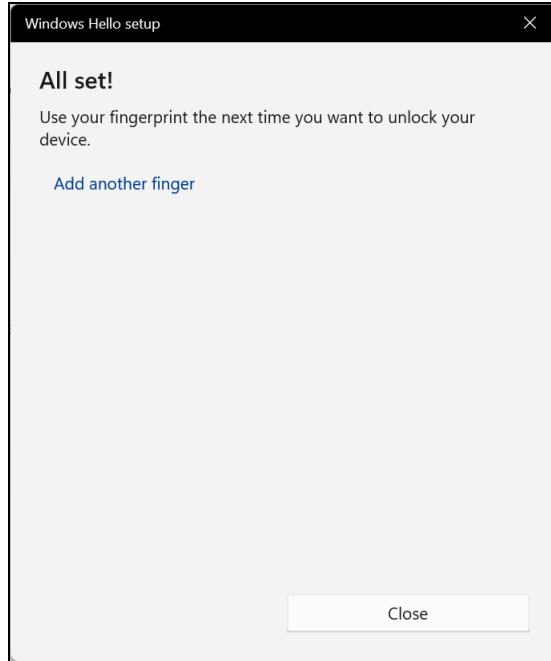 Windows Hello setup
All set!
Use your fingerprint the next time you want to unlock your
device.
Add another finger
Close